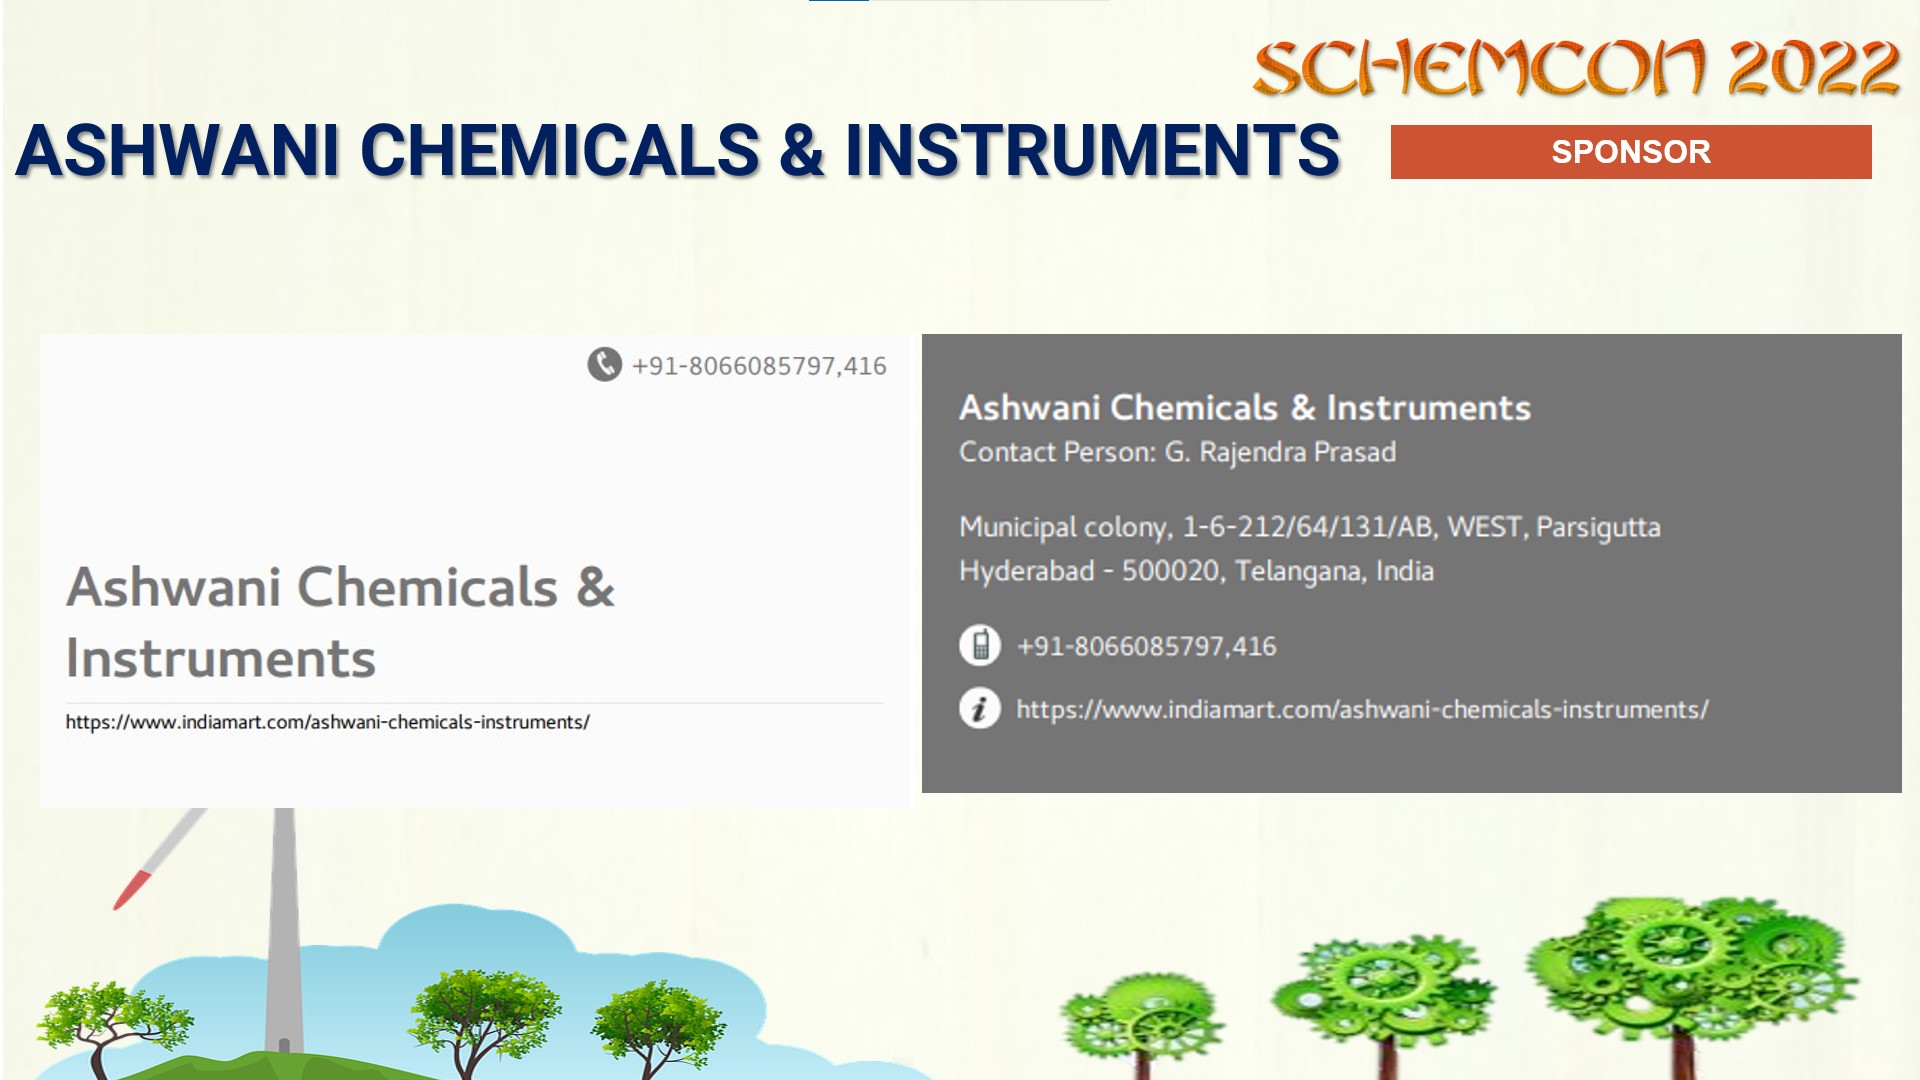 SCHEMCON 2022
ASHWANI CHEMICALS & INSTRUMENTS
SPONSOR
+91-8066085797,416
Ashwani Chemicals &
Instruments
https://www.indiamart.com/ashwani-chemicals-instruments/
Ashwani Chemicals & Instruments
Contact Person: G. Rajendra Prasad
Municipal colony, 1-6-212/64/131/AB, WEST, Parsigutta
Hyderabad - 500020, Telangana, India
+91-8066085797,416
https://www.indiamart.com/ashwani-chemicals-instruments/